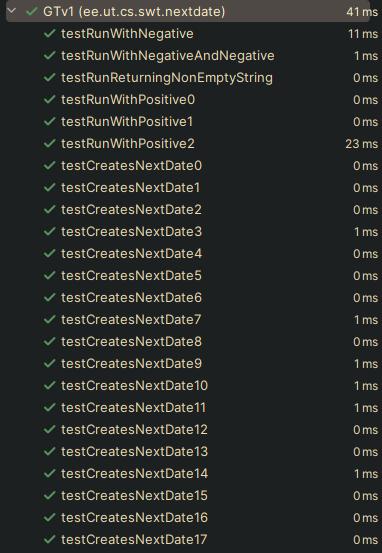 GTv1 (ee.ut.cs.swt.nextdate) 41 ms
testRunWithNegative 11 ms
testRunWithNegativeAndNegative 1 ms
testRunReturningNonEmptyString 0 ms
testRunWithPositive0 0 ms
testRunWithPositive1 0 ms
testRunWithPositive2 23 ms
testCreatesNextDate0 0 ms
testCreatesNextDate1 0 ms
testCreatesNextDate2 0 ms
testCreatesNextDate3 1 ms
testCreatesNextDate4 0 ms
testCreatesNextDate5 0 ms
testCreatesNextDate6 0 ms
testCreatesNextDate7 1 ms
testCreatesNextDate8 0 ms
testCreatesNextDate9 1 ms
testCreatesNextDate10 1 ms
testCreatesNextDate11 1 ms
testCreatesNextDate12 0 ms
testCreatesNextDate13 0 ms
testCreatesNextDate14 1 ms
testCreatesNextDate15 0 ms
testCreatesNextDate16 0 ms
testCreatesNextDate17 0 ms